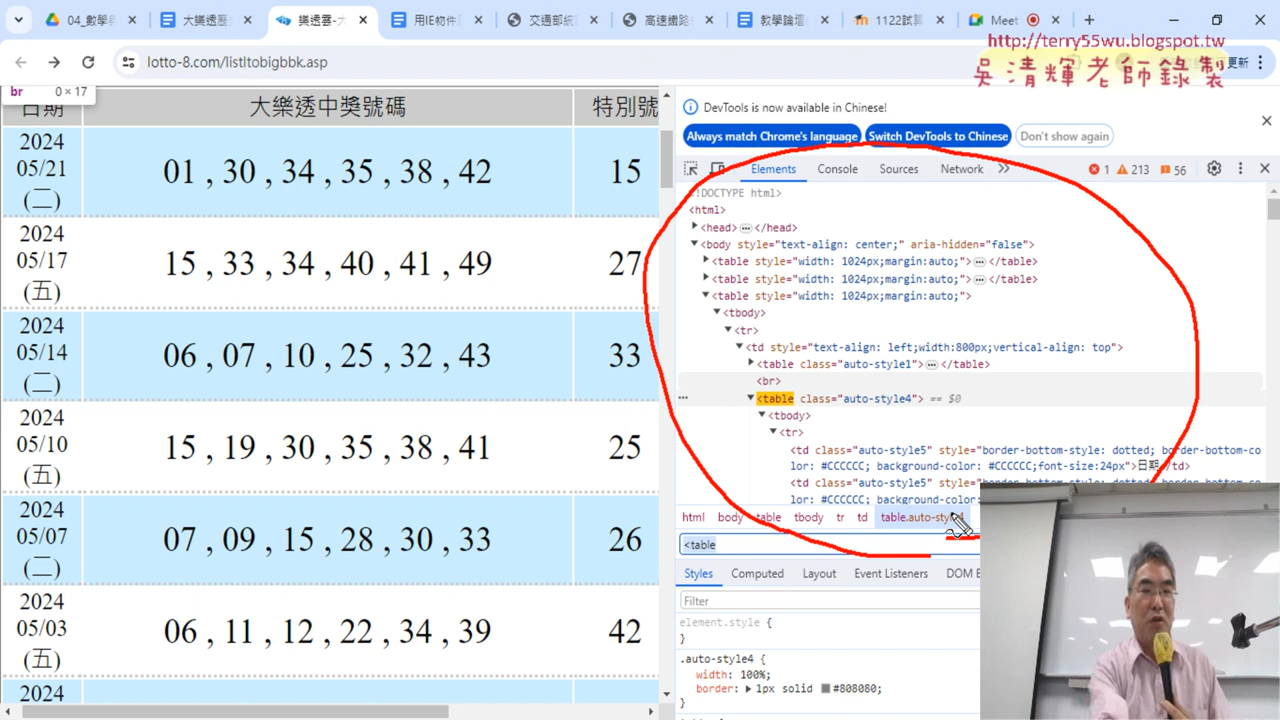 04_數學與
大樂透歷
樂透雲-大
用IE物件
交通部統
高速鐵路
教學論壇
1122試算
Meet
http://terry55wu.blogspot.tw
吳清輝老師錄製
更新
lotto-8.com/listltobigbbk.asp
br 0 × 17
日期 大樂透中獎號碼 特別號
2024
05/21
(二)
01 , 30 , 34 , 35 , 38 , 42 15
2024
05/17
(五)
15 , 33 , 34 , 40 , 41 , 49 27
2024
05/14
(二)
06 , 07 , 10 , 25 , 32 , 43 33
2024
05/10
(五)
15 , 19 , 30 , 35 , 38 , 41 25
2024
05/07
(二)
07 , 09 , 15 , 28 , 30 , 33 26
2024
05/03
(五)
06 , 11 , 12 , 22 , 34 , 39 42
2024
DevTools is now available in Chinese!
Always match Chrome's language Switch DevTools to Chinese Don't show again
Elements Console Sources Network 1 213 56
<!DOCTYPE html>
<html>
<head> </head>
<body style="text-align: center;" aria-hidden="false">
<table style="width: 1024px;margin:auto;"> </table>
<table style="width: 1024px;margin:auto;"> </table>
<table style="width: 1024px;margin:auto;">
<tbody>
<tr>
<td style="text-align: left;width:800px;vertical-align: top">
<table class="auto-style1"> </table>
<br>
<table class="auto-style4"> == $0
<tbody>
<tr>
<td class="auto-style5" style="border-bottom-style: dotted; border-bottom-co
lor: #CCCCCC; background-color: #CCCCCC;font-size:24px">日期</td>
<td class="auto-style5" style="border-bottom-style: dotted; border-bottom-co
lor: #CCCCCC; background-color:
html body table tbody tr td table.auto-style4
<table
Styles Computed Layout Event Listeners DOM
Filter
element.style {
}
.auto-style4 {
width: 100%;
border: 1px solid #808080;
}